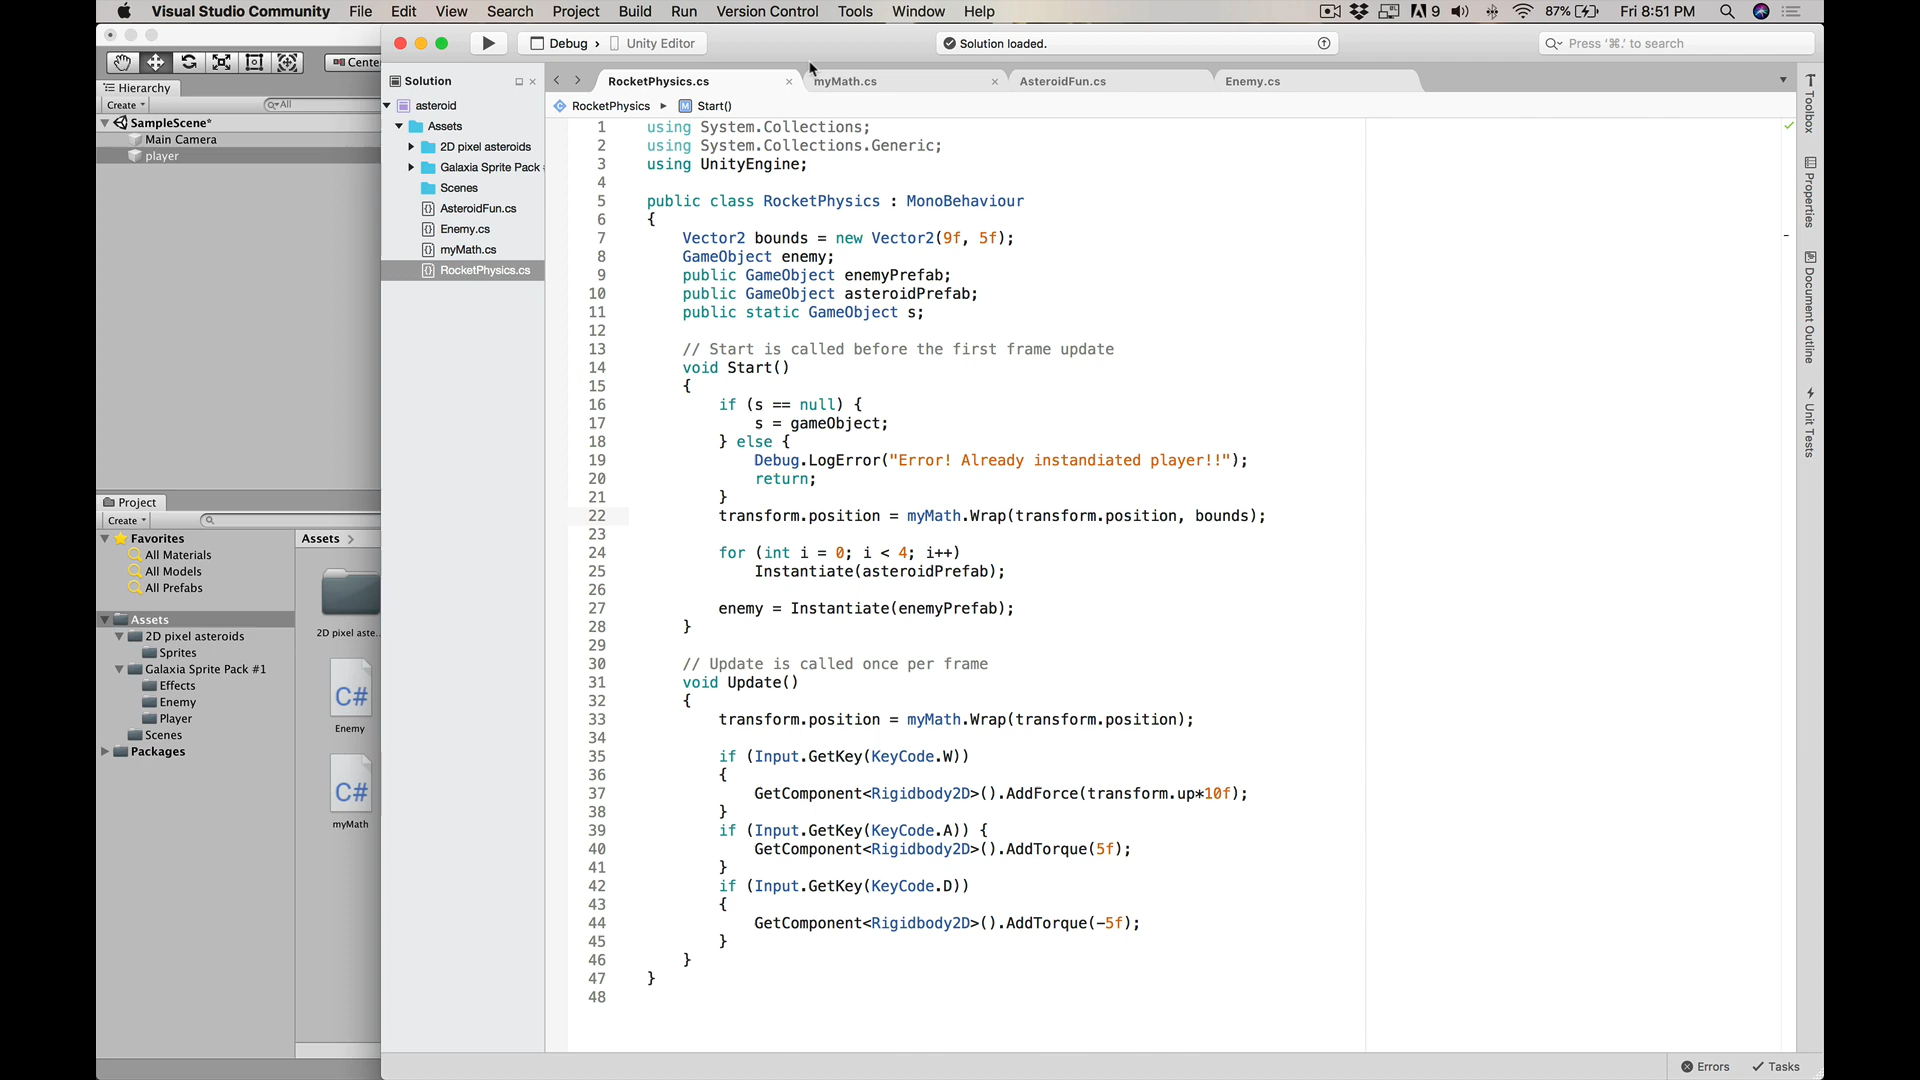 Visual Studio Community File Edit View Search Project Build Run Version Control Tools Window Help 9 87% Fri 8:51 PM
Debug › Unity Editor Solution loaded. Press '⌘.' to search
Center
Hierarchy
Create All
SampleScene*
Main Camera
player
Project
Create
Favorites
All Materials
All Models
All Prefabs
Assets
2D pixel asteroids
Sprites
Galaxia Sprite Pack #1
Effects
Enemy
Player
Scenes
Packages
Assets
2D pixel aste...
C#
Enemy
C#
myMath
Solution
asteroid
Assets
2D pixel asteroids
Galaxia Sprite Pack #
Scenes
AsteroidFun.cs
Enemy.cs
myMath.cs
RocketPhysics.cs
RocketPhysics.cs myMath.cs AsteroidFun.cs Enemy.cs
RocketPhysics Start()
1 using System.Collections;
2 using System.Collections.Generic;
3 using UnityEngine;
4
5 public class RocketPhysics : MonoBehaviour
6 {
7 Vector2 bounds = new Vector2(9f, 5f);
8 GameObject enemy;
9 public GameObject enemyPrefab;
10 public GameObject asteroidPrefab;
11 public static GameObject s;
12
13 // Start is called before the first frame update
14 void Start()
15 {
16 if (s == null) {
17 s = gameObject;
18 } else {
19 Debug.LogError("Error! Already instandiated player!!");
20 return;
21 }
22 transform.position = myMath.Wrap(transform.position, bounds);
23
24 for (int i = 0; i < 4; i++)
25 Instantiate(asteroidPrefab);
26
27 enemy = Instantiate(enemyPrefab);
28 }
29
30 // Update is called once per frame
31 void Update()
32 {
33 transform.position = myMath.Wrap(transform.position);
34
35 if (Input.GetKey(KeyCode.W))
36 {
37 GetComponent<Rigidbody2D>().AddForce(transform.up*10f);
38 }
39 if (Input.GetKey(KeyCode.A)) {
40 GetComponent<Rigidbody2D>().AddTorque(5f);
41 }
42 if (Input.GetKey(KeyCode.D))
43 {
44 GetComponent<Rigidbody2D>().AddTorque(-5f);
45 }
46 }
47 }
48
Toolbox
Properties
Document Outline
Unit Tests
Errors Tasks